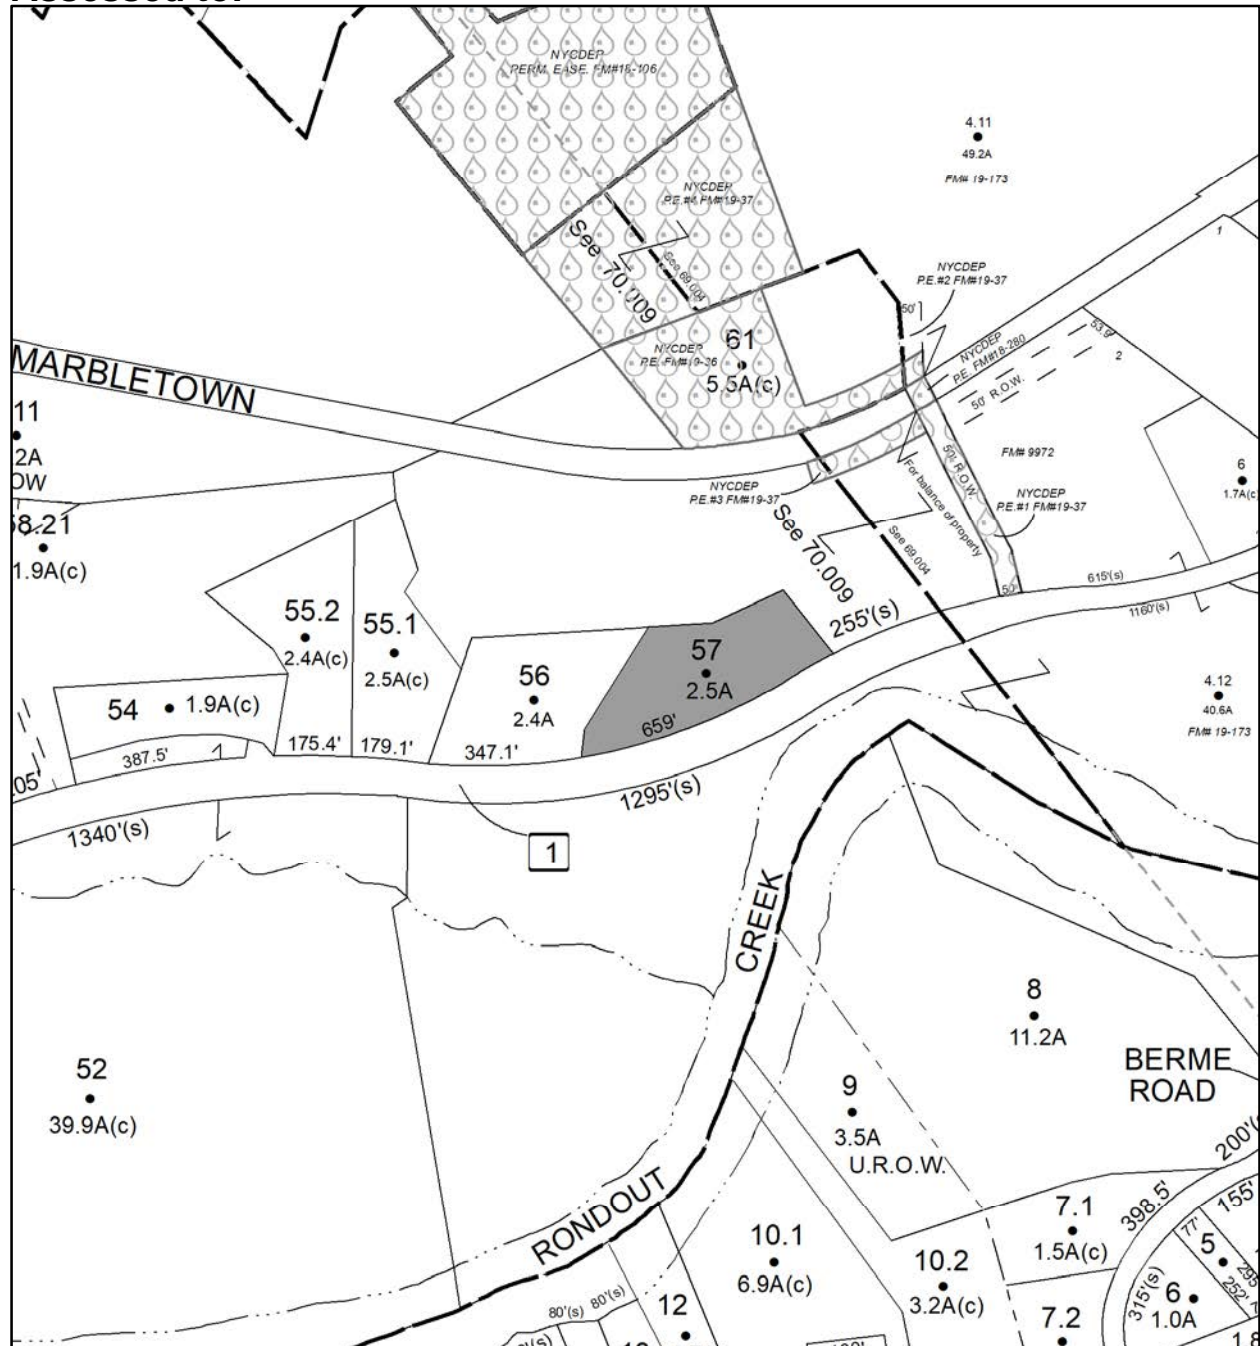 NYCDEP
PERM. EASE. FM#18-106
4.11
49.2A
FM# 19-173
NYCDEP
P.E.#4 FM#19-37
See 70.009
See 69.004
1
NYCDEP
P.E.#2 FM#19-37
50'
NYCDEP
P.E. FM#18-280
53.9'
2
50' R.O.W.
61
5.5A(c)
NYCDEP
P.E. FM#19-36
MARBLETOWN
11
2A
OW
FM# 9972
6
1.7A(c)
50' R.O.W.
For balance of property
NYCDEP
P.E.#3 FM#19-37
NYCDEP
P.E.#1 FM#19-37
See 70.009
See 69.004
50'
58.21
1.9A(c)
615'(s)
1160'(s)
255'(s)
55.2
2.4A(c)
55.1
2.5A(c)
57
2.5A
56
2.4A
54
1.9A(c)
659'
4.12
40.6A
FM# 19-173
387.5'
175.4'
179.1'
347.1'
05'
1295'(s)
1340'(s)
1
CREEK
8
11.2A
BERME
ROAD
52
39.9A(c)
9
3.5A
U.R.O.W.
200'(s
RONDOUT
7.1
1.5A(c)
398.5'
155'
77'
5
10.1
6.9A(c)
10.2
3.2A(c)
315'(s)
252'
6
1.0A
80'(s)
80'(s)
12
7.2
1.8